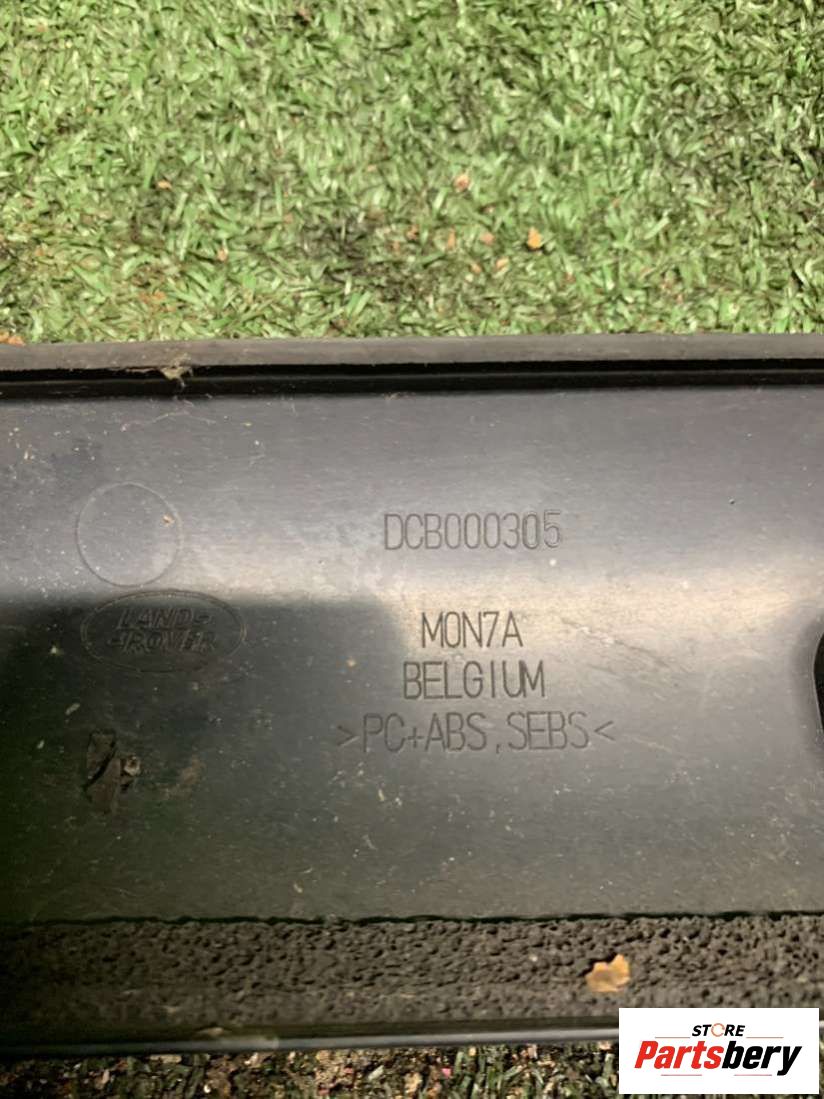 DCB000305
LAND-
ROVER
MON7A
BELGIUM
>PC+ABS,SEBS<
STORE
Partsbery